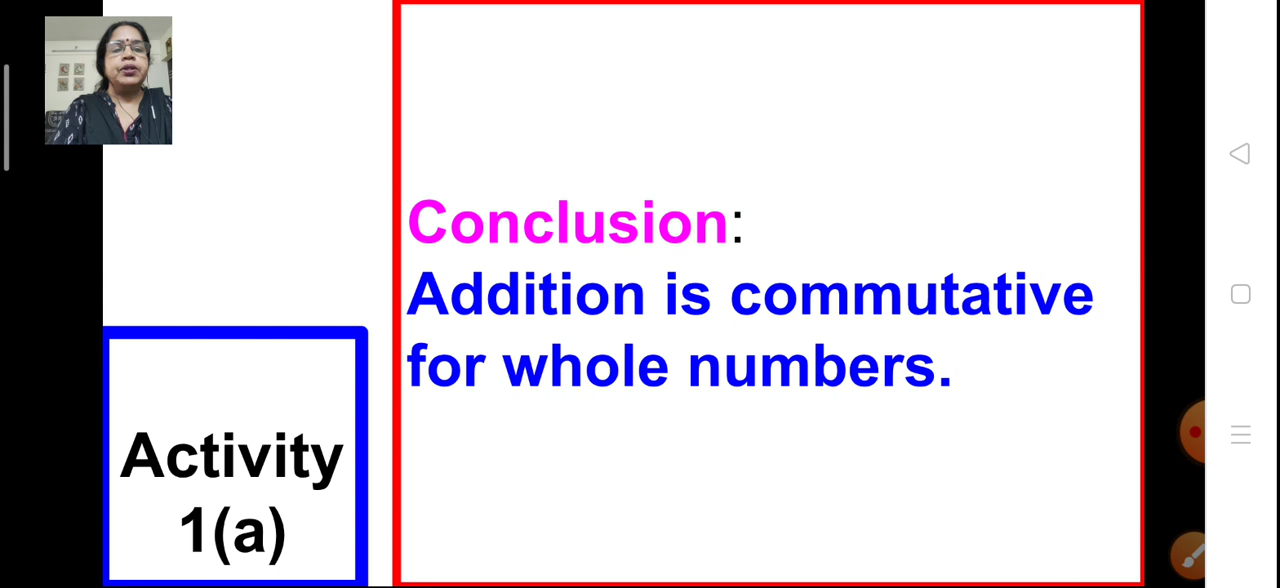 Conclusion:
Addition is commutative
for whole numbers.
Activity
1(a)